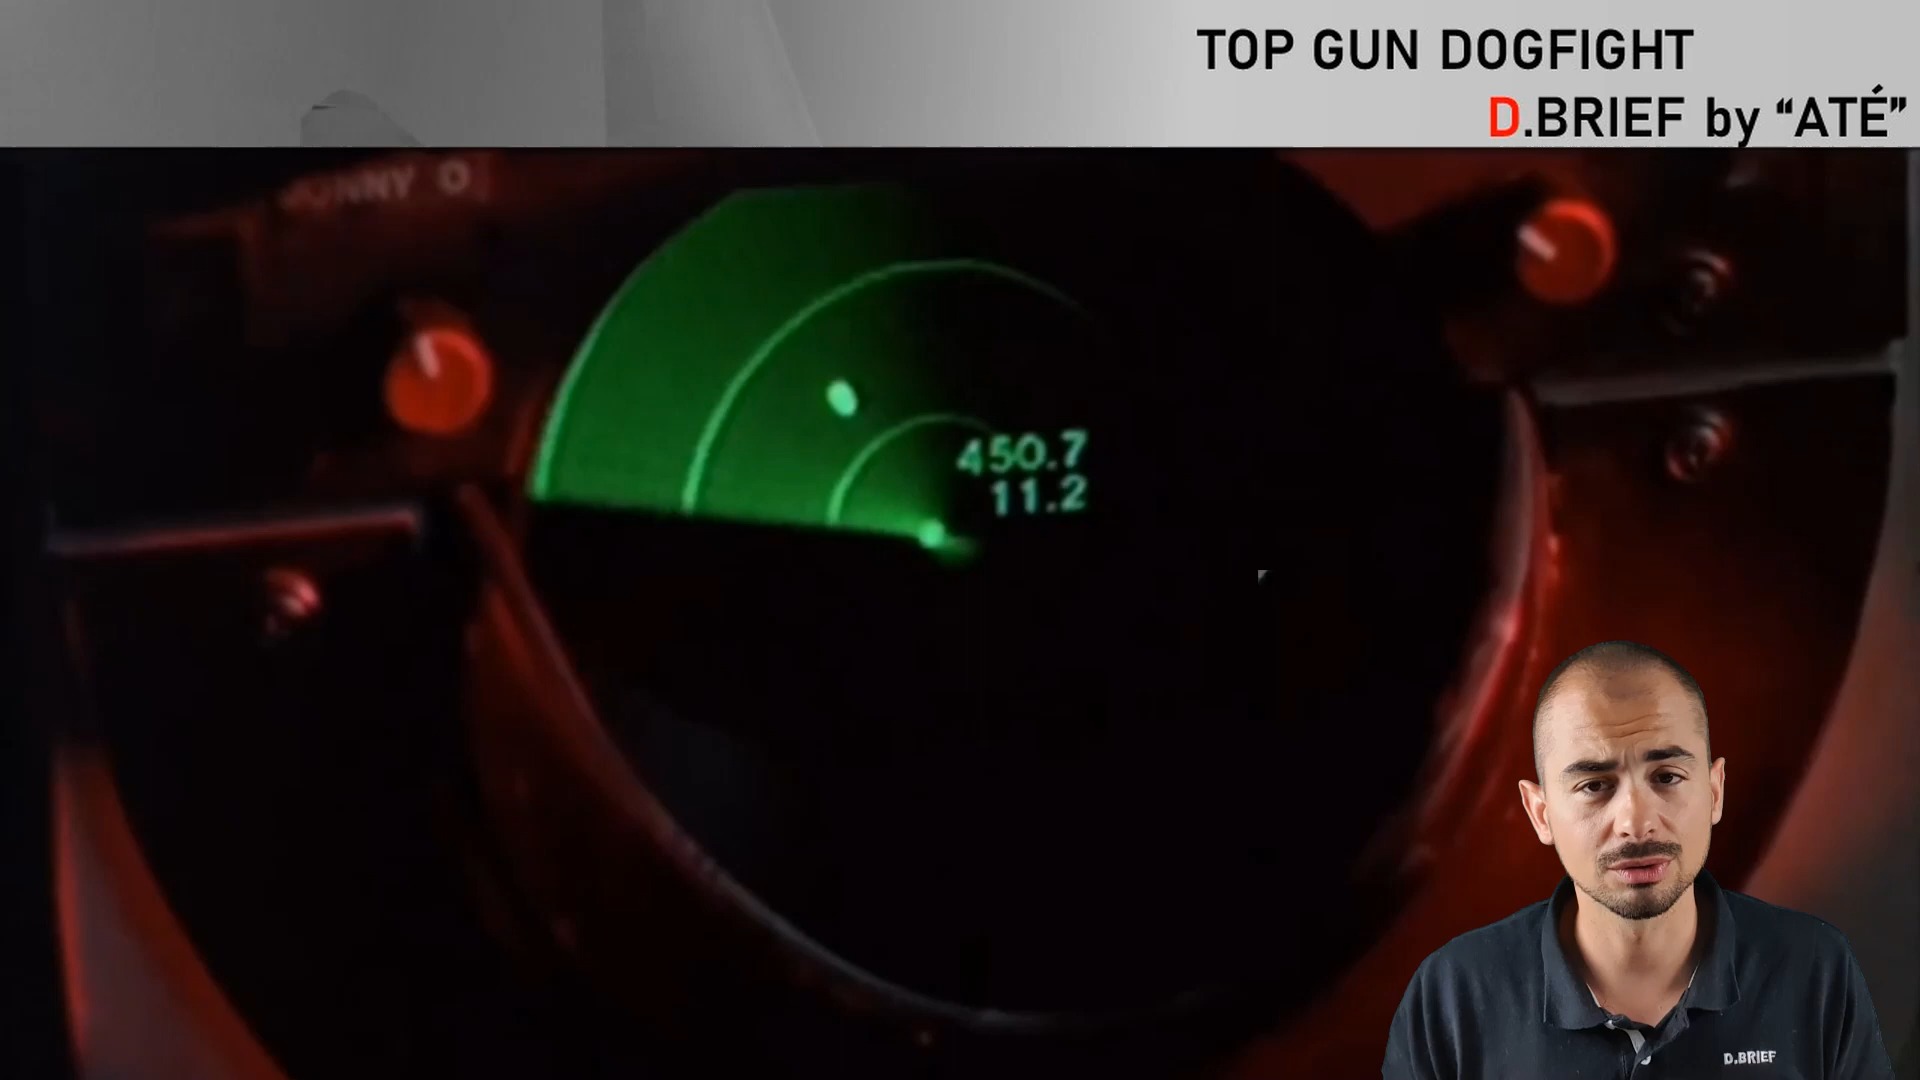 TOP GUN DOGFIGHT
D.BRIEF by “ATÉ”
450.7
11.2
D.BRIEF